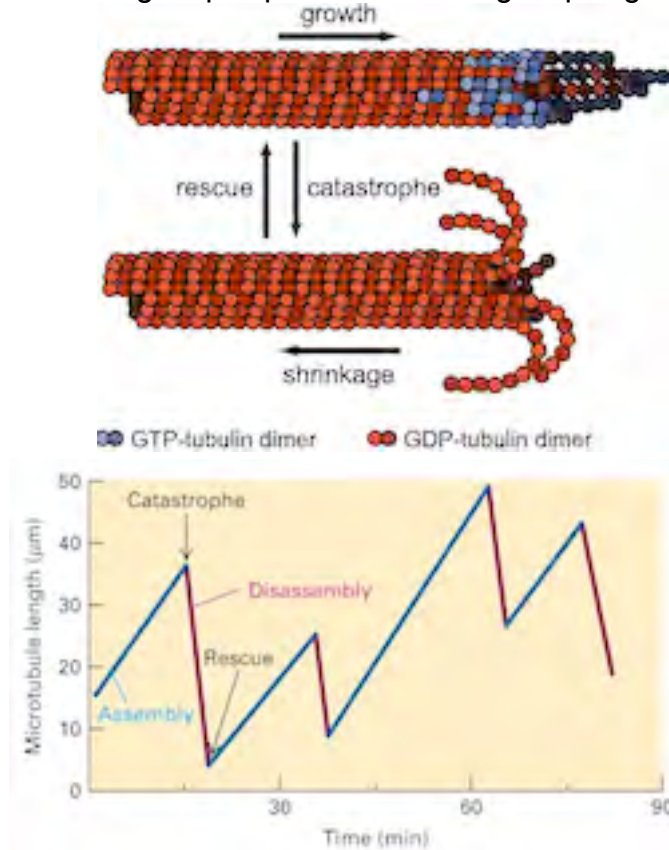 growth
rescue catastrophe
shrinkage
GTP-tubulin dimer GDP-tubulin dimer
50
Catastrophe
40
Disassembly
30
Rescue
20
Assembly
10
0
Microtubule length (µm)
30 60 90
Time (min)